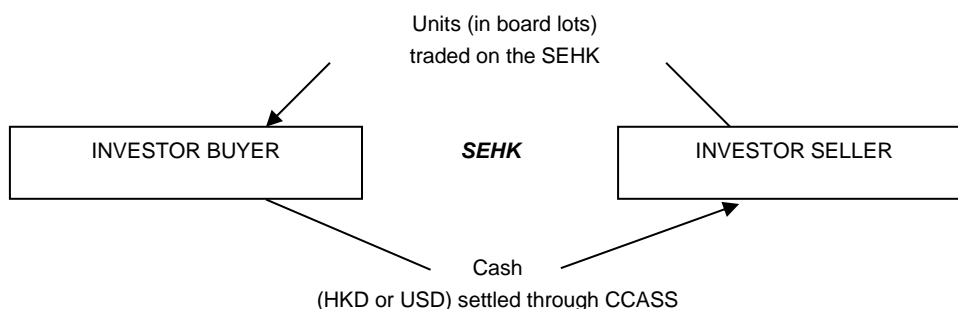 Units (in board lots)
traded on the SEHK
INVESTOR BUYER
SEHK
INVESTOR SELLER
Cash
(HKD or USD) settled through CCASS